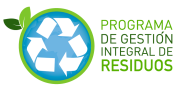 PROGRAMA
DE GESTIÓN
INTEGRAL DE
RESIDUOS